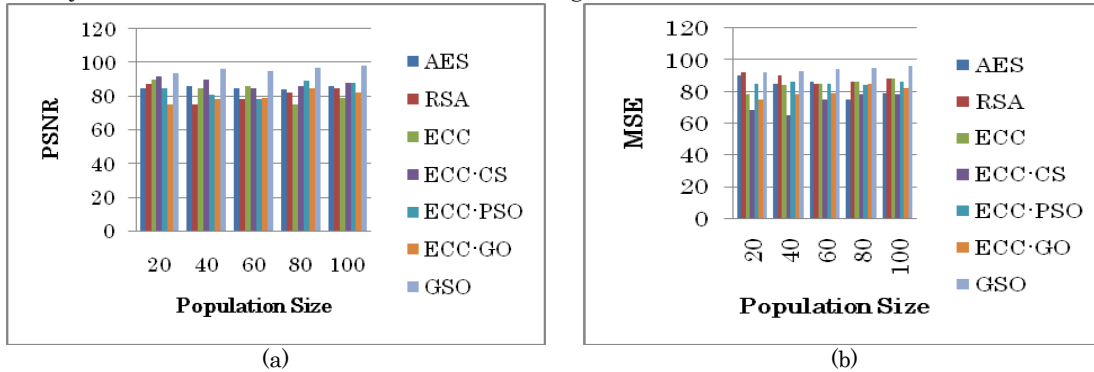 120
100
80
60
40
20
0
PSNR
20 40 60 80 100
Population Size
AES
RSA
ECC
ECC·CS
ECC·PSO
ECC·GO
GSO
(a)
120
100
80
60
40
20
0
MSE
20 40 60 80 100
Population Size
AES
RSA
ECC
ECC·CS
ECC·PSO
ECC·GO
GSO
(b)